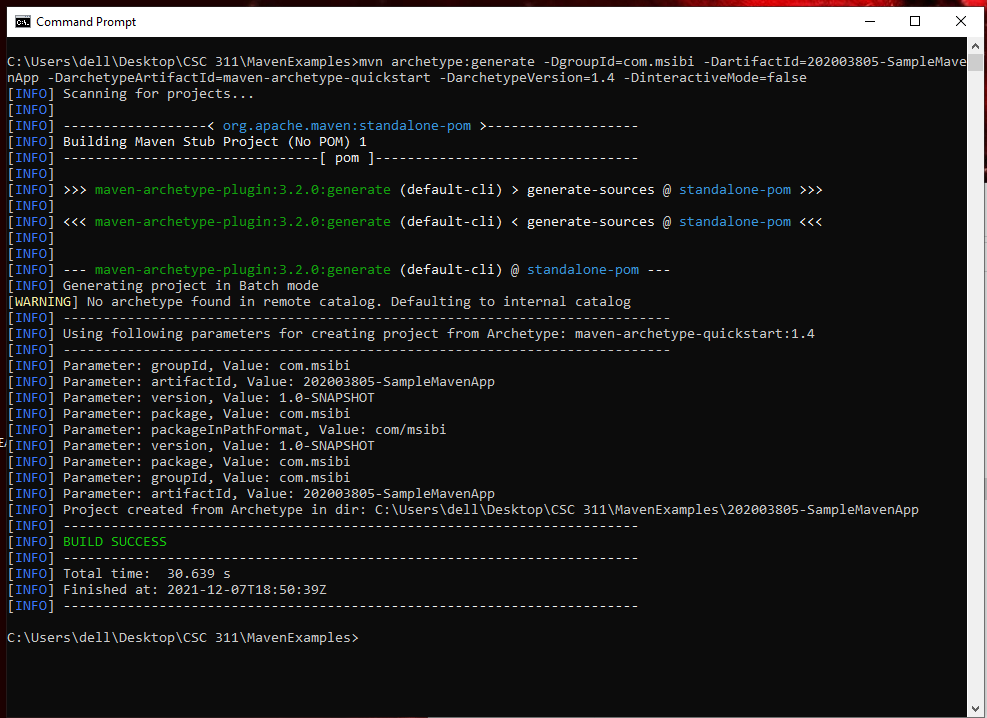 Command Prompt
C:\Users\dell\Desktop\CSC 311\MavenExamples>mvn archetype:generate -DgroupId=com.msibi -DartifactId=202003805-SampleMave
nApp -DarchetypeArtifactId=maven-archetype-quickstart -DarchetypeVersion=1.4 -DinteractiveMode=false
[INFO] Scanning for projects...
[INFO]
[INFO] ------------------< org.apache.maven:standalone-pom >-------------------
[INFO] Building Maven Stub Project (No POM) 1
[INFO] --------------------------------[ pom ]---------------------------------
[INFO]
[INFO] >>> maven-archetype-plugin:3.2.0:generate (default-cli) > generate-sources @ standalone-pom >>>
[INFO]
[INFO] <<< maven-archetype-plugin:3.2.0:generate (default-cli) < generate-sources @ standalone-pom <<<
[INFO]
[INFO]
[INFO] --- maven-archetype-plugin:3.2.0:generate (default-cli) @ standalone-pom ---
[INFO] Generating project in Batch mode
[WARNING] No archetype found in remote catalog. Defaulting to internal catalog
[INFO] ----------------------------------------------------------------------------
[INFO] Using following parameters for creating project from Archetype: maven-archetype-quickstart:1.4
[INFO] ----------------------------------------------------------------------------
[INFO] Parameter: groupId, Value: com.msibi
[INFO] Parameter: artifactId, Value: 202003805-SampleMavenApp
[INFO] Parameter: version, Value: 1.0-SNAPSHOT
[INFO] Parameter: package, Value: com.msibi
[INFO] Parameter: packageInPathFormat, Value: com/msibi
[INFO] Parameter: version, Value: 1.0-SNAPSHOT
[INFO] Parameter: package, Value: com.msibi
[INFO] Parameter: groupId, Value: com.msibi
[INFO] Parameter: artifactId, Value: 202003805-SampleMavenApp
[INFO] Project created from Archetype in dir: C:\Users\dell\Desktop\CSC 311\MavenExamples\202003805-SampleMavenApp
[INFO] ------------------------------------------------------------------------
[INFO] BUILD SUCCESS
[INFO] ------------------------------------------------------------------------
[INFO] Total time:  30.639 s
[INFO] Finished at: 2021-12-07T18:50:39Z
[INFO] ------------------------------------------------------------------------
C:\Users\dell\Desktop\CSC 311\MavenExamples>